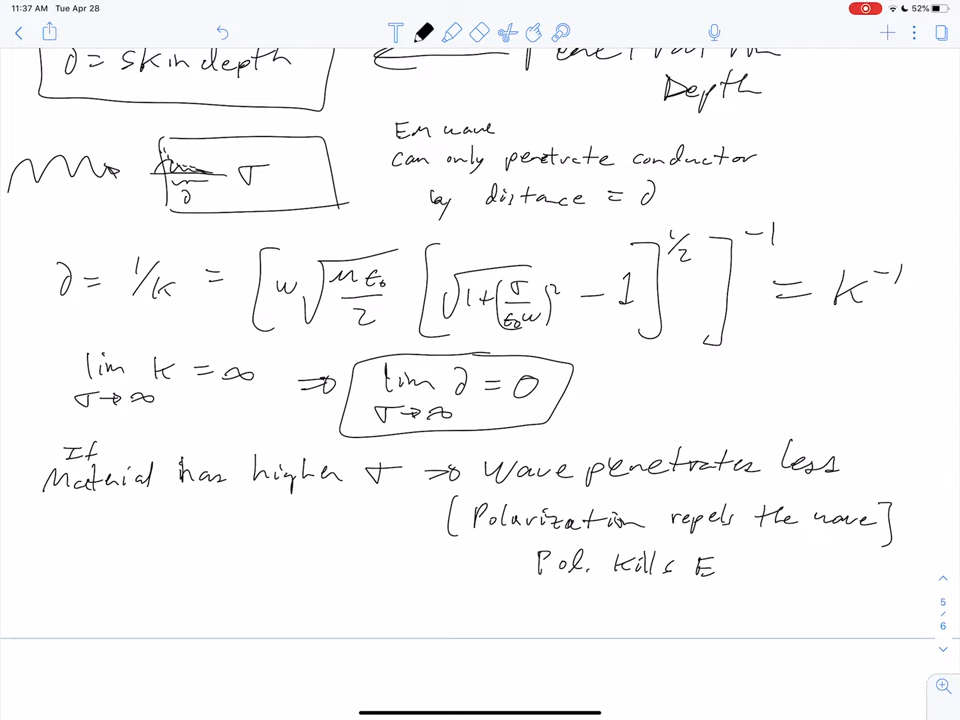 11:37 AM Tue Apr 28 52%
∂ = skin depth
Depth
EM wave
can only penetrate conductor
by distance = ∂
∂ σ
∂ = 1/k = [ω√(με₀/2) [√(1+(σ/ε₀ω)²) − 1]^1/2]^−1 = k^−1
lim k = ∞ ⇒ lim ∂ = 0
σ→∞ σ→∞
If
Material has higher σ ⇒ wave penetrates less
[Polarization repels the wave]
Pol. kills E
5
/
6